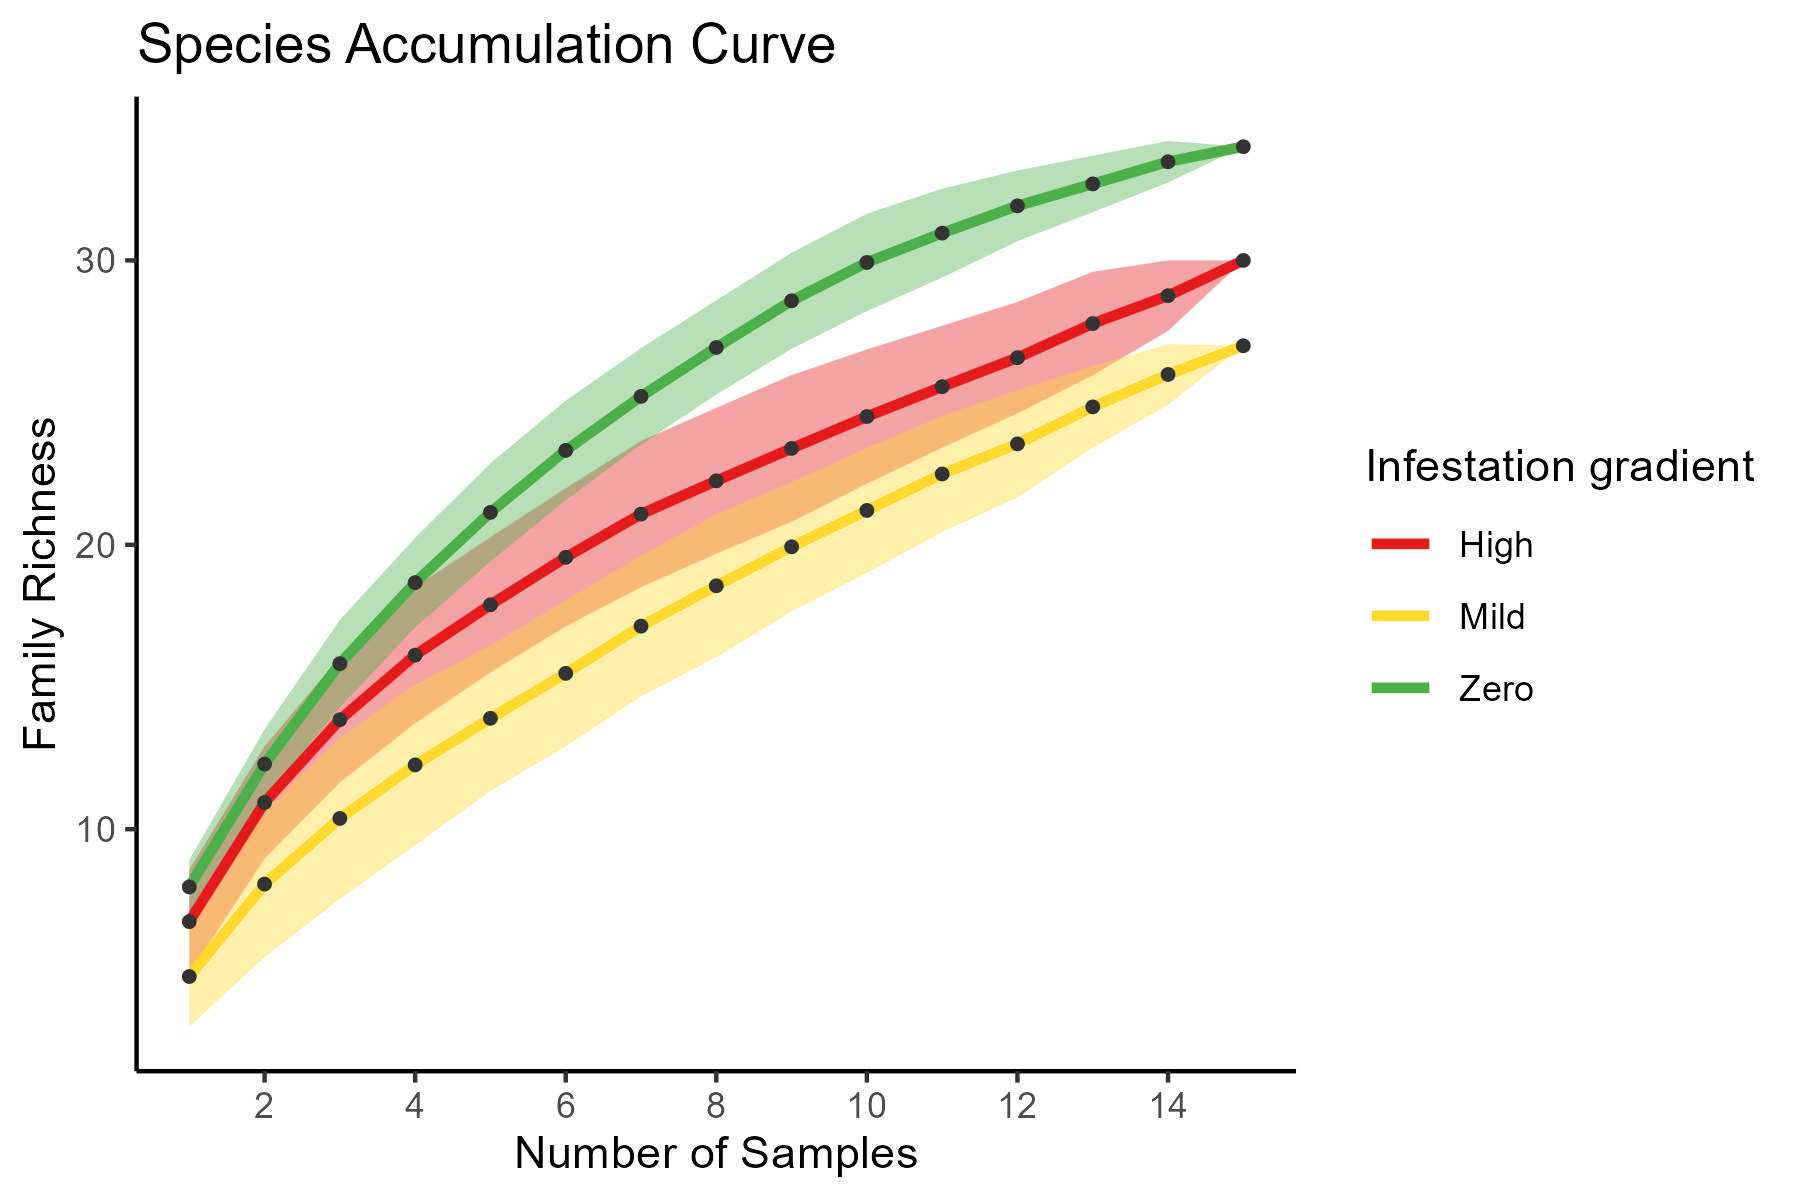 Species Accumulation Curve
30
20
10
Family Richness
2 4 6 8 10 12 14
Number of Samples
Infestation gradient
High
Mild
Zero